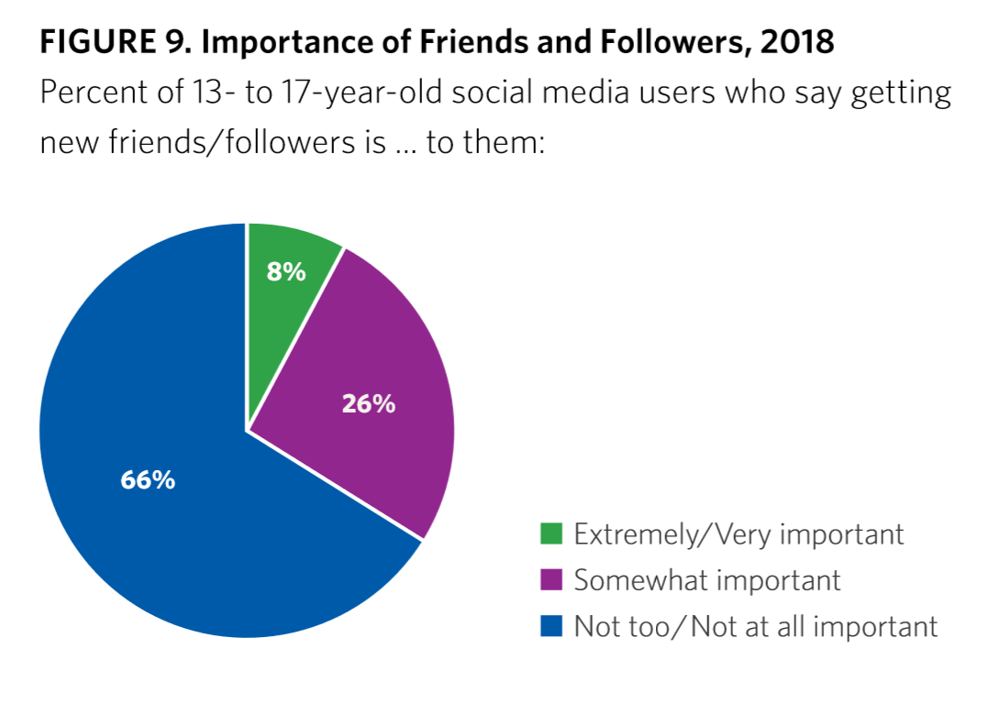 FIGURE 9. Importance of Friends and Followers, 2018
Percent of 13- to 17-year-old social media users who say getting
new friends/followers is ... to them:
8%
26%
66%
Extremely/Very important
Somewhat important
Not too/Not at all important